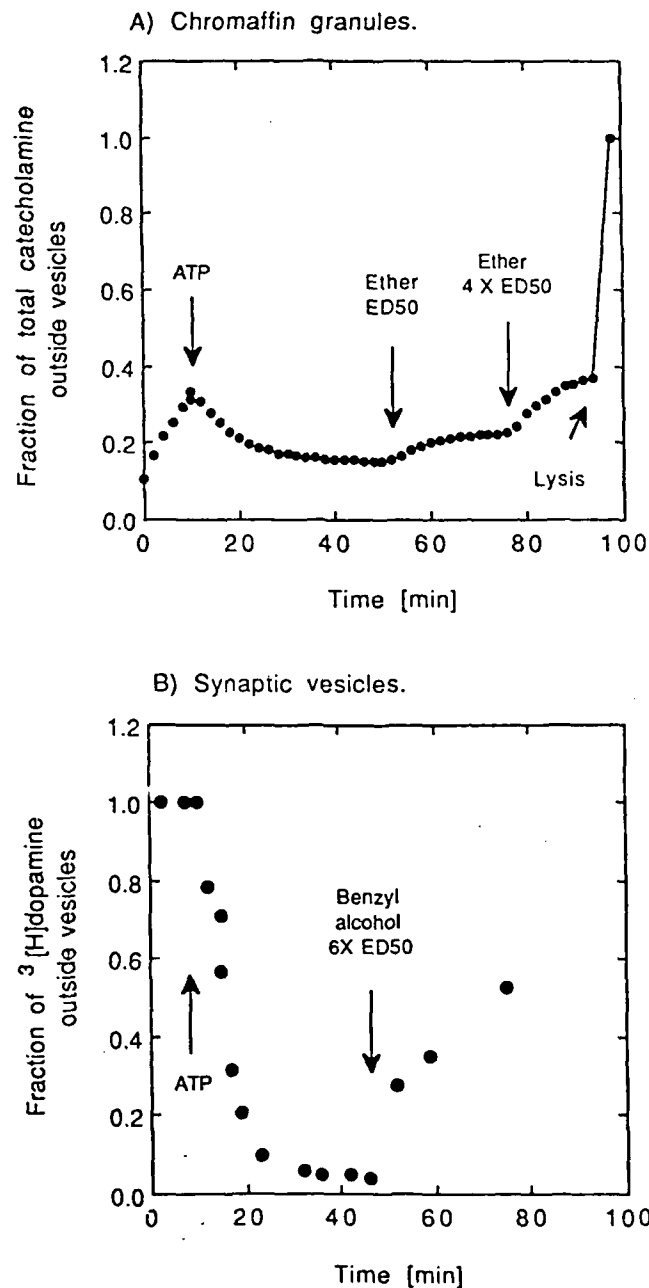 A) Chromaffin granules.
Fraction of total catecholamine
outside vesicles
1.2
1.0
0.8
0.6
0.4
0.2
0.0
ATP
Ether
ED50
Ether
4 X ED50
Lysis
0 20 40 60 80 100
Time [min]
B) Synaptic vesicles.
Fraction of ³[H]dopamine
outside vesicles
1.2
1.0
0.8
0.6
0.4
0.2
0.0
ATP
Benzyl
alcohol
6X ED50
0 20 40 60 80 100
Time [min]